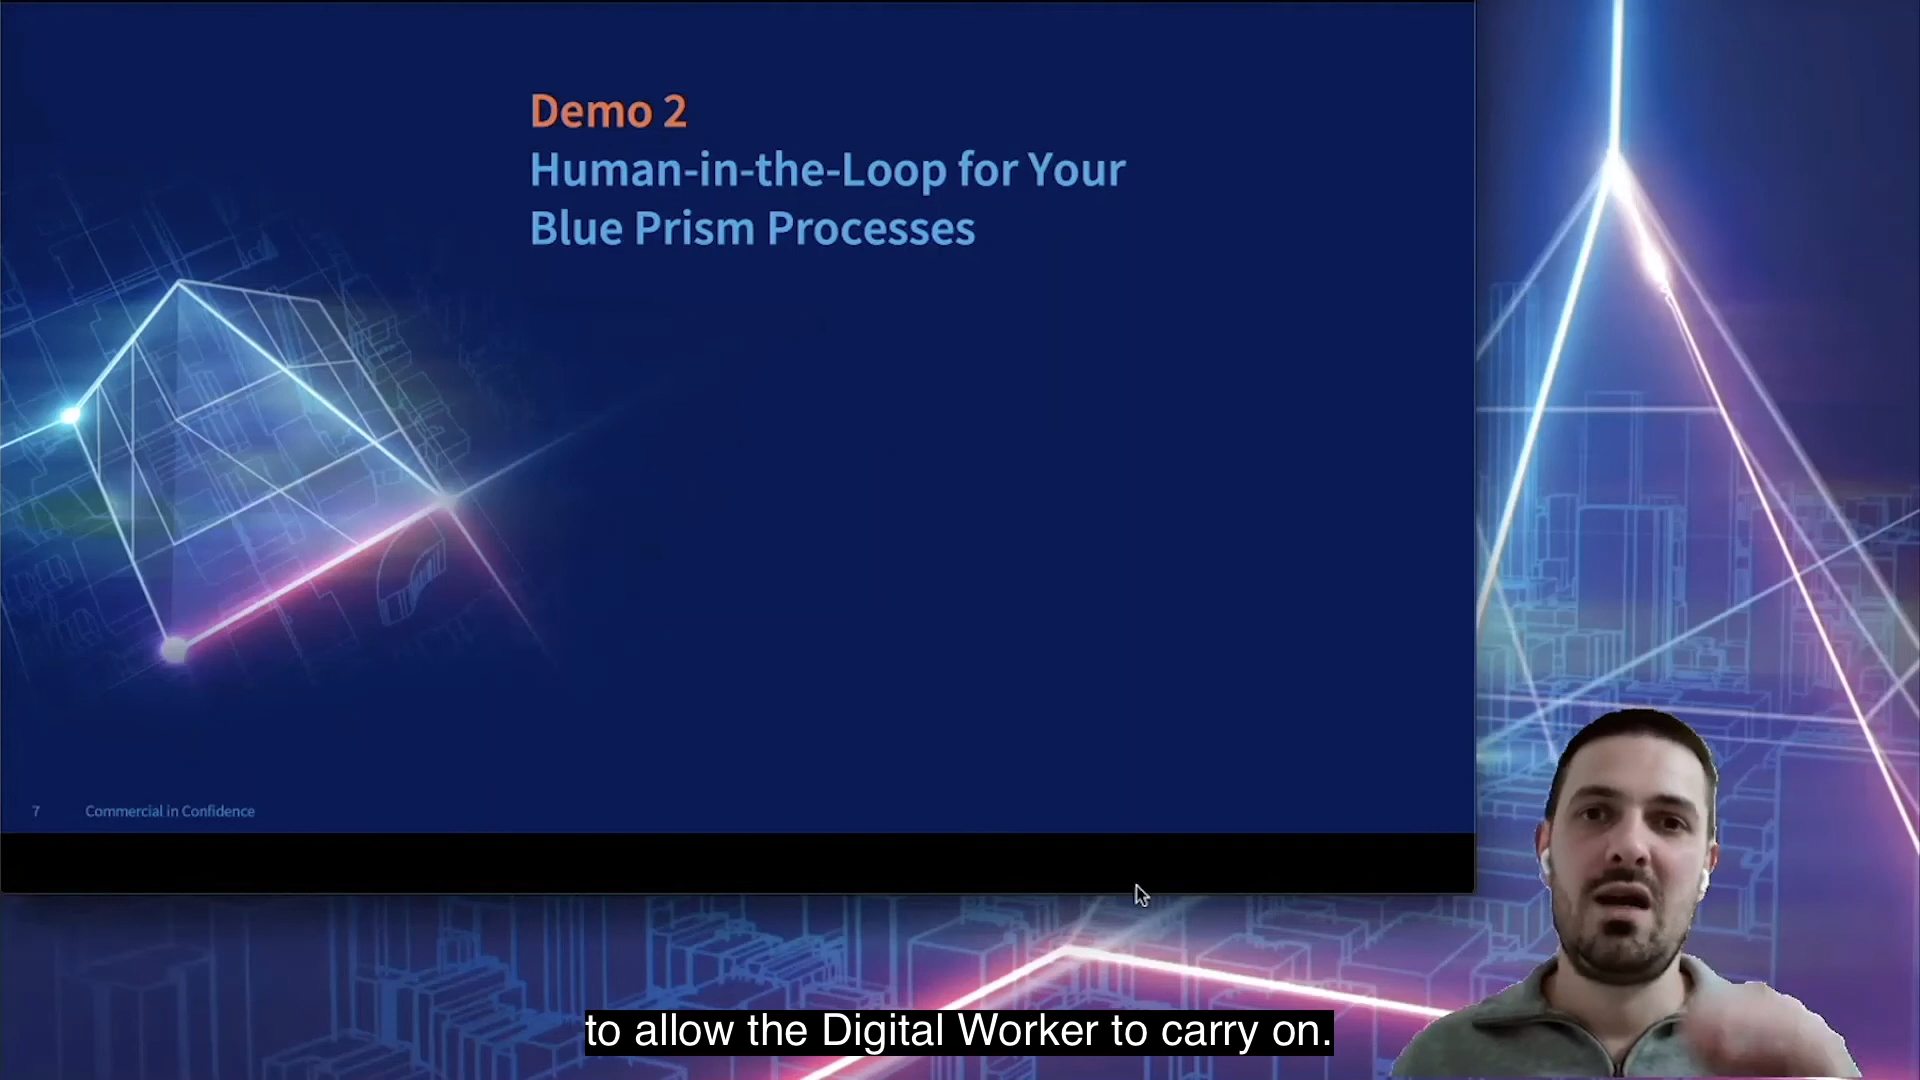 Demo 2
Human-in-the-Loop for Your
Blue Prism Processes
7 Commercial in Confidence
to allow the Digital Worker to carry on.